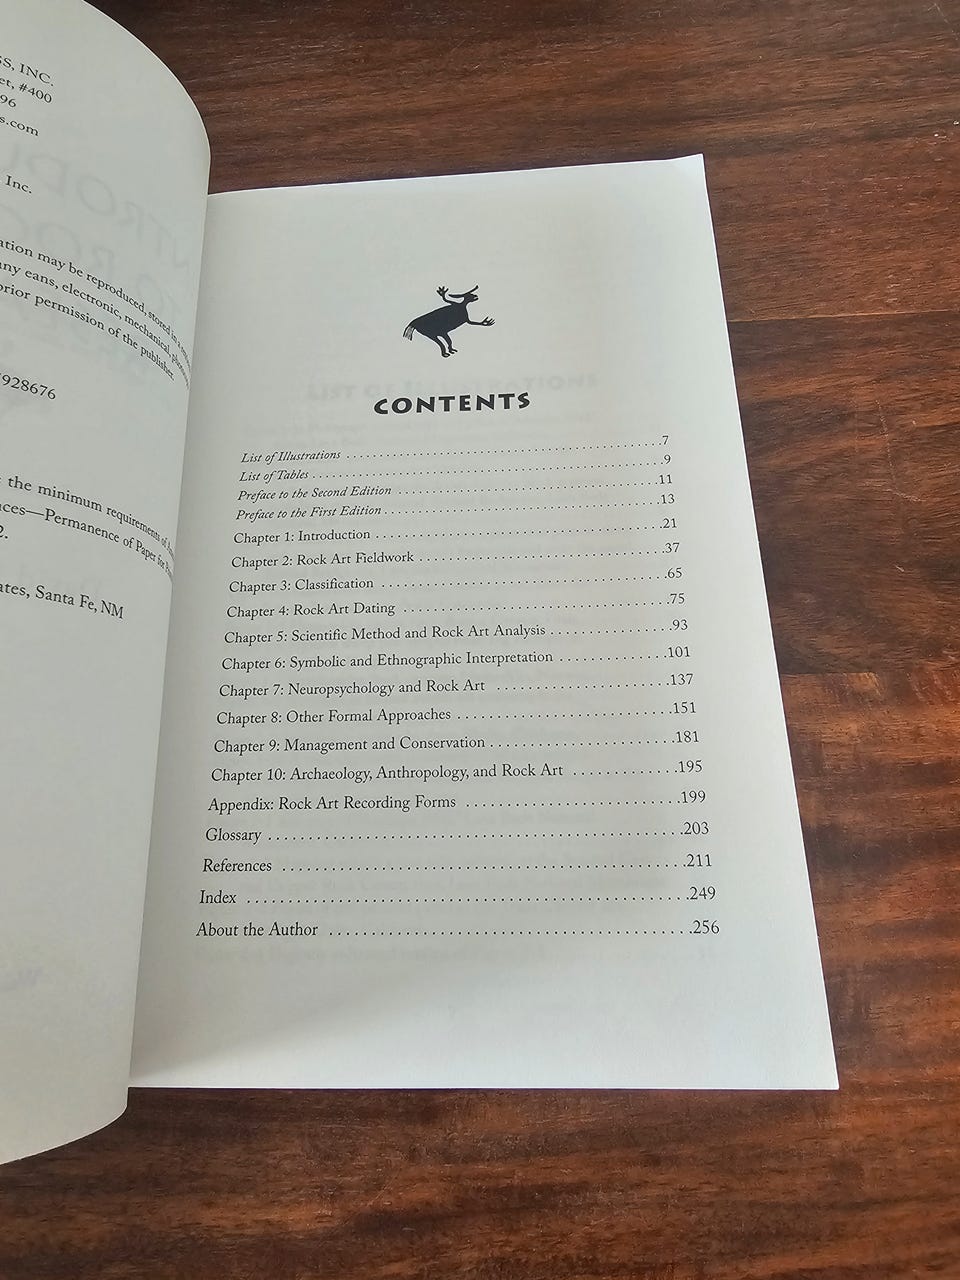 SS, INC.
et, #400
96
s.com
Inc.
ation may be reproduced, stored in a
any eans, electronic, mechanical,
prior permission of the publisher.
928676
the minimum requirements of
ces—Permanence of Paper for
2.
ates, Santa Fe, NM
CONTENTS
List of Illustrations . . . . . . . . . . . . . . . . . . . . . . . . . . . . . . . . . . . . . . . . . .7
List of Tables . . . . . . . . . . . . . . . . . . . . . . . . . . . . . . . . . . . . . . . . . . . . . .9
Preface to the Second Edition . . . . . . . . . . . . . . . . . . . . . . . . . . . . . . . . .11
Preface to the First Edition . . . . . . . . . . . . . . . . . . . . . . . . . . . . . . . . . . .13
Chapter 1: Introduction . . . . . . . . . . . . . . . . . . . . . . . . . . . . . . . . . . . . .21
Chapter 2: Rock Art Fieldwork . . . . . . . . . . . . . . . . . . . . . . . . . . . . . . .37
Chapter 3: Classification . . . . . . . . . . . . . . . . . . . . . . . . . . . . . . . . . . . .65
Chapter 4: Rock Art Dating . . . . . . . . . . . . . . . . . . . . . . . . . . . . . . . . .75
Chapter 5: Scientific Method and Rock Art Analysis . . . . . . . . . . . . . . .93
Chapter 6: Symbolic and Ethnographic Interpretation . . . . . . . . . . . . .101
Chapter 7: Neuropsychology and Rock Art . . . . . . . . . . . . . . . . . . . . .137
Chapter 8: Other Formal Approaches . . . . . . . . . . . . . . . . . . . . . . . . . .151
Chapter 9: Management and Conservation . . . . . . . . . . . . . . . . . . . . . .181
Chapter 10: Archaeology, Anthropology, and Rock Art . . . . . . . . . . . . .195
Appendix: Rock Art Recording Forms . . . . . . . . . . . . . . . . . . . . . . . . .199
Glossary . . . . . . . . . . . . . . . . . . . . . . . . . . . . . . . . . . . . . . . . . . . . . . . .203
References . . . . . . . . . . . . . . . . . . . . . . . . . . . . . . . . . . . . . . . . . . . . . .211
Index . . . . . . . . . . . . . . . . . . . . . . . . . . . . . . . . . . . . . . . . . . . . . . . . . .249
About the Author . . . . . . . . . . . . . . . . . . . . . . . . . . . . . . . . . . . . . . . . .256